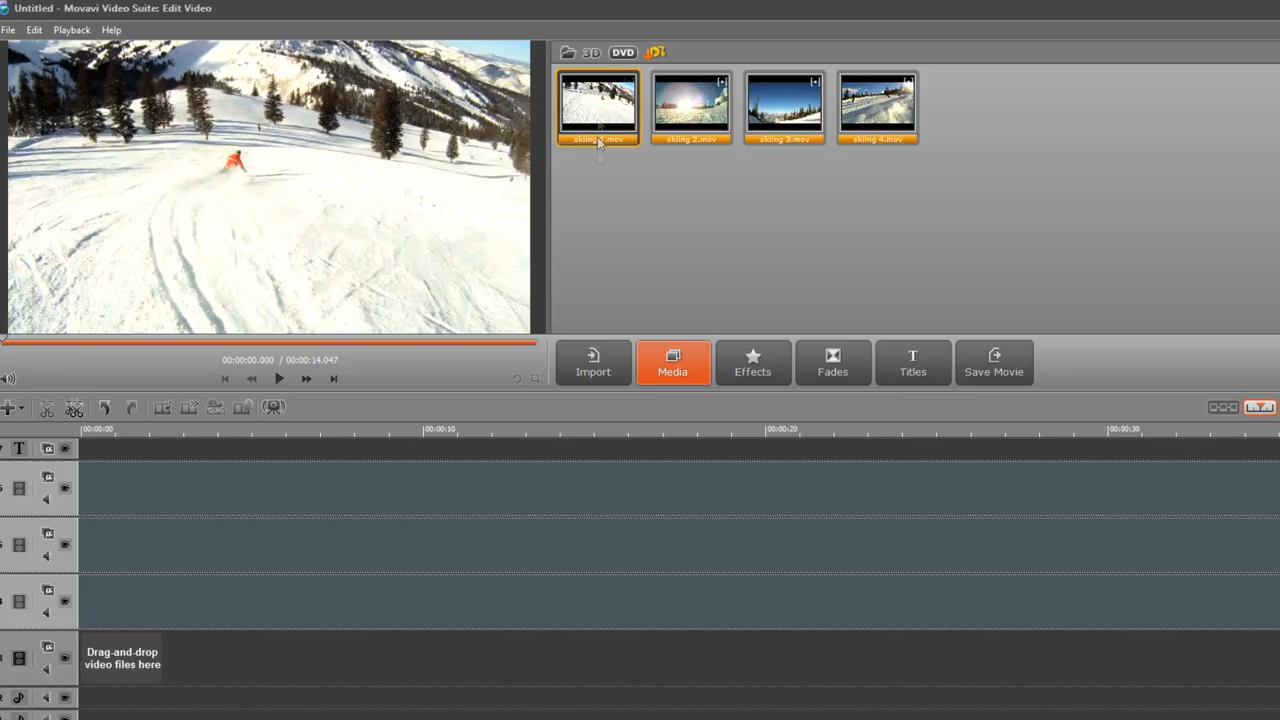 Untitled - Movavi Video Suite: Edit Video
File Edit Playback Help
3D DVD
skiing 2.mov skiing 3.mov skiing 4.mov
00:00:00.000 / 00:00:14.047
Import Media Effects Fades Titles Save Movie
00:00:00 00:00:10 00:00:20 00:00:30
T
Drag-and-drop
video files here